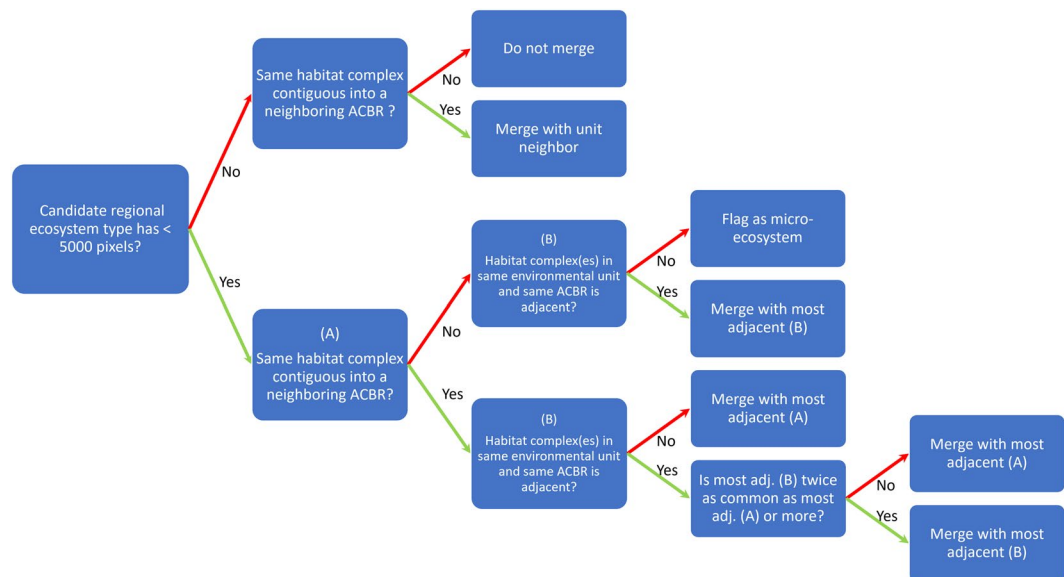 Candidate regional
ecosystem type has <
5000 pixels?
No
Yes
Same habitat complex
contiguous into a
neighboring ACBR ?
No
Yes
Do not merge
Merge with unit
neighbor
(A)
Same habitat complex
contiguous into a
neighboring ACBR?
No
Yes
(B)
Habitat complex(es) in
same environmental unit
and same ACBR is
adjacent?
No
Yes
Flag as micro-
ecosystem
Merge with most
adjacent (B)
(B)
Habitat complex(es) in
same environmental unit
and same ACBR is
adjacent?
No
Yes
Merge with most
adjacent (A)
Is most adj. (B) twice
as common as most
adj. (A) or more?
No
Yes
Merge with most
adjacent (A)
Merge with most
adjacent (B)